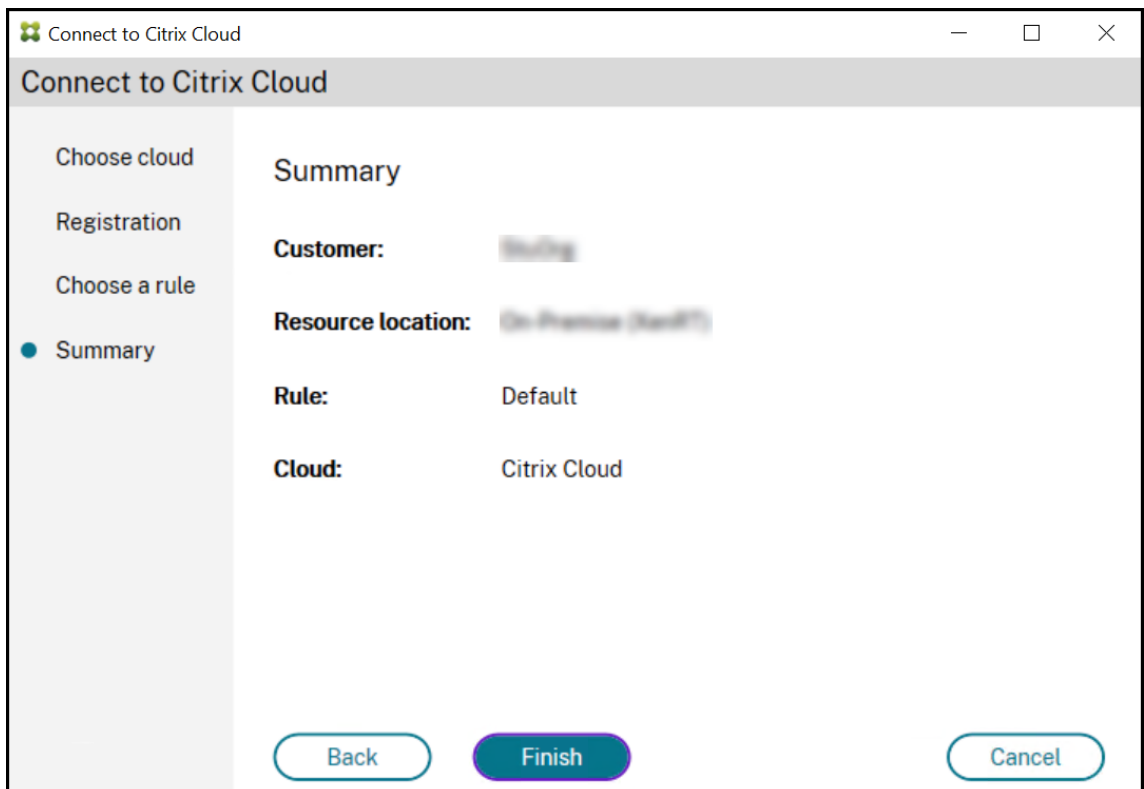 Connect to Citrix Cloud
Connect to Citrix Cloud
Choose cloud
Registration
Choose a rule
Summary
Summary
Customer:
Resource location:
Rule: Default
Cloud: Citrix Cloud
Back Finish Cancel